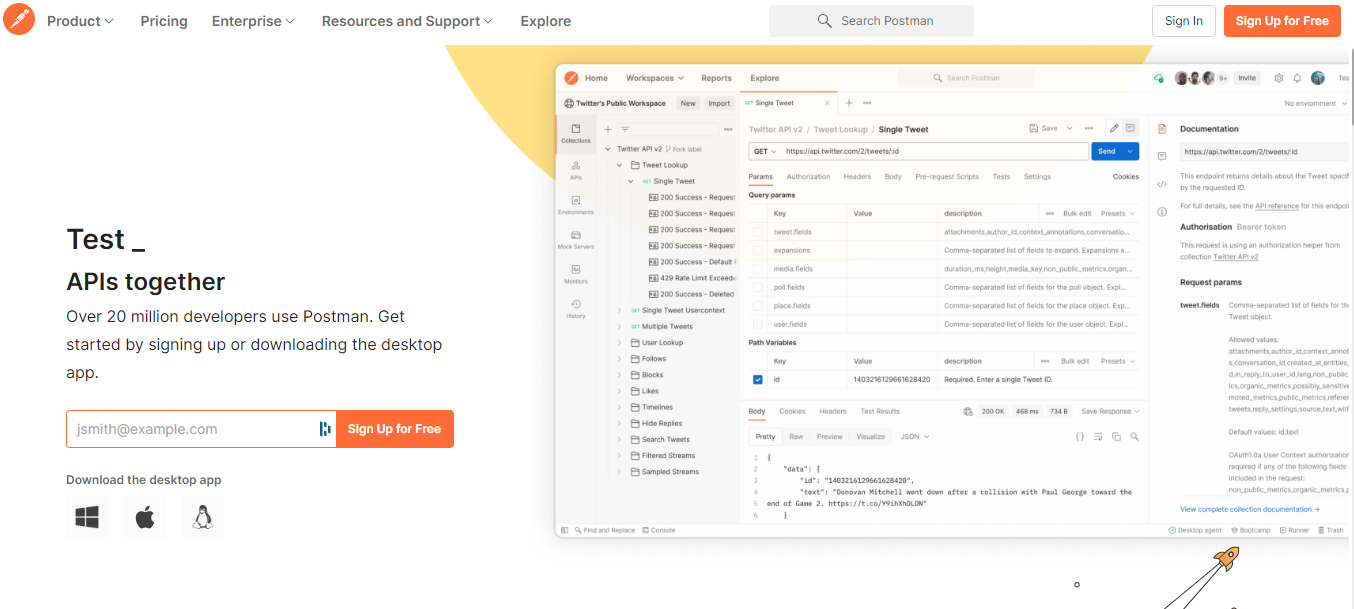 Product
Pricing
Enterprise
Resources and Support
Explore
Search Postman
Sign In
Sign Up for Free
Test _
APIs together
Over 20 million developers use Postman. Get
started by signing up or downloading the desktop
app.
jsmith@example.com
Sign Up for Free
Download the desktop app
Home
Workspaces
Reports
Explore
Search Postman
9+
Invite
Twitter's Public Workspace
New
Import
GET Single Tweet
No enviornment
Collections
APIs
Environments
Mock Servers
Monitors
History
Twitter API v2
Fork label
Tweet Lookup
GET Single Tweet
200 Success - Request
200 Success - Request
200 Success - Request
200 Success - Request
200 Success - Default
429 Rate Limit Exceede
200 Success - Deleted
GET Single Tweet Usercontext
GET Multiple Tweets
User Lookup
Follows
Blocks
Likes
Timelines
Hide Replies
Search Tweets
Filtered Streams
Sampled Streams
Twitter API v2 / Tweet Lookup / Single Tweet
Save
GET
https://api.twitter.com/2/tweets/:id
Send
Params
Authorization
Headers
Body
Pre-request Scripts
Tests
Settings
Cookies
Query params
Key
Value
description
Bulk edit
Presets
tweet.fields
attachments,author_id,context_annotations,conversatio...
expansions
Comma-separated list of fields to expand. Expansions e...
media.fields
duration_ms,height,media_key,non_public_metrics,organ...
poll.fields
Comma-separated list of fields for the poll object. Expl...
place.fields
Comma-separated list of fields for the place object. Exp...
user.fields
Comma-separated list of fields for the user object. Expl...
Path Variables
Key
Value
description
Bulk edit
Presets
id
1403216129661628420
Required. Enter a single Tweet ID.
Body
Cookies
Headers
Test Results
200 OK
468 ms
734 B
Save Response
Pretty
Raw
Preview
Visualize
JSON
1 {
2 "data": {
3 "id": "1403216129661628420",
4 "text": "Donovan Mitchell went down after a collision with Paul George toward the
5 end of Game 2. https://t.co/Y9ihXhDLDN"
6 }
Documentation
https://api.twitter.com/2/tweets/:id
This endpoint returns details about the Tweet specif
by the requested ID.
For full details, see the API reference for this endpoin
Authorisation Bearer token
This request is using an authorization helper from
collection Twitter API v2
Request params
tweet.fields
Comma-separated list of fields for the
Tweet object.
Allowed values:
attachments,author_id,context_annot
s,conversation_id,created_at,entities,
d,in_reply_to_user_id,lang,non_public_
ics,organic_metrics,possibly_sensitive
moted_metrics,public_metrics,referen
tweets,reply_settings,source,text,with
Default values: id,text
OAuth1.0a User Context authorization
required if any of the following fields
included in the request:
non_public_metrics,organic_metrics,p
View complete collection documentation →
Find and Replace
Console
Desktop agent
Bootcamp
Runner
Trash